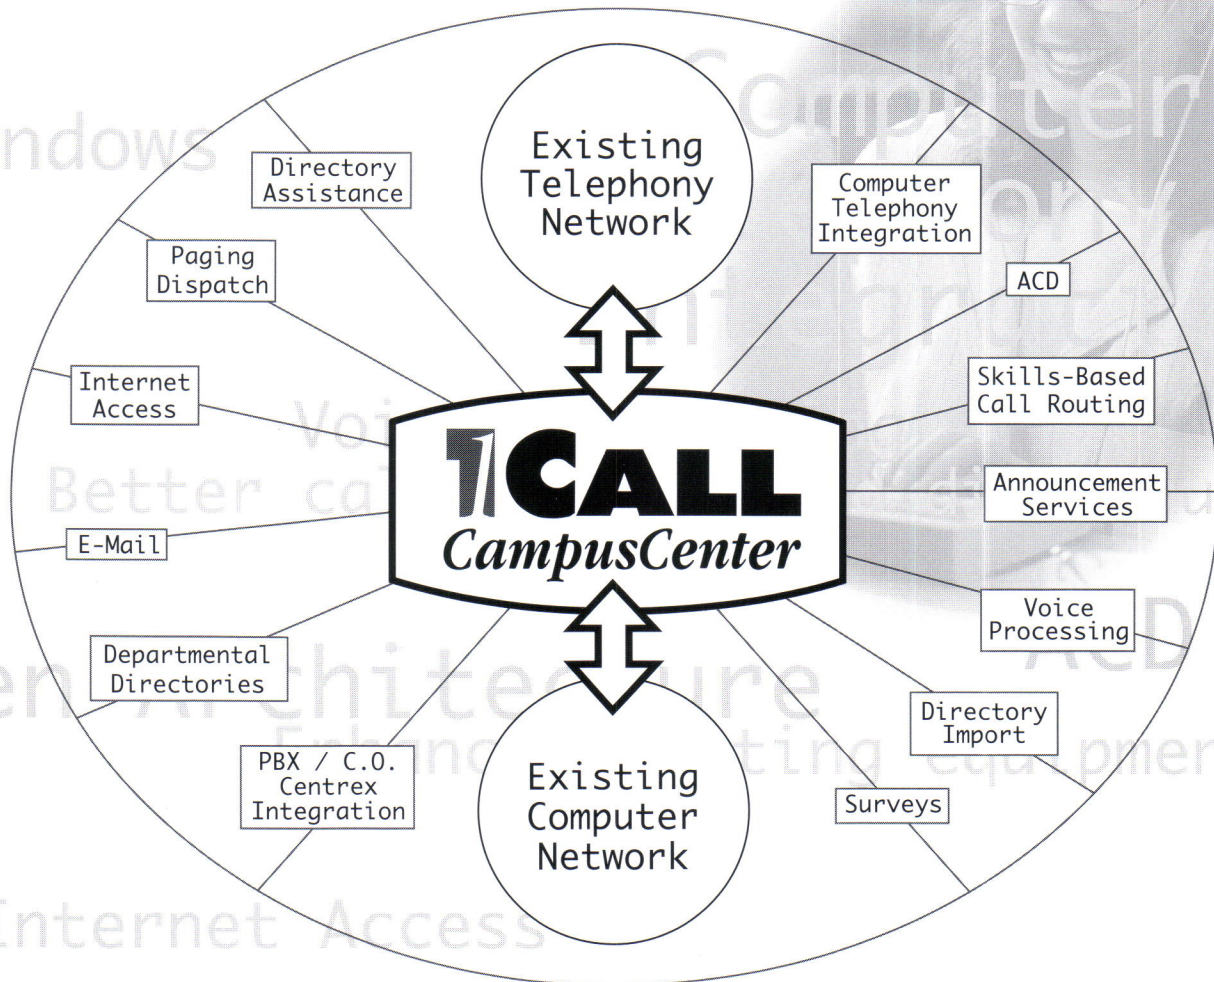 Computer
ndows
Existing
Telephony
Network
Directory
Assistance
Computer
Telephony
Integration
Paging
Dispatch
ACD
Internet
Access
Skills-Based
Call Routing
1CALL
CampusCenter
Better
Announcement
Services
E-Mail
Voice
Processing
ACD
Departmental
Directories
Directory
Import
PBX / C.O.
Centrex
Integration
Existing
Computer
Network
Surveys
Internet Access